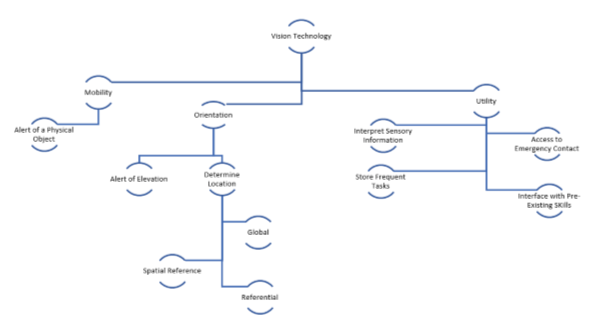 Vision Technology
Mobility
Alert of a Physical
Object
Orientation
Alert of Elevation
Determine
Location
Global
Spatial Reference
Referential
Utility
Interpret Sensory
Information
Access to
Emergency Contact
Store Frequent
Tasks
Interface with Pre-
Existing SKills